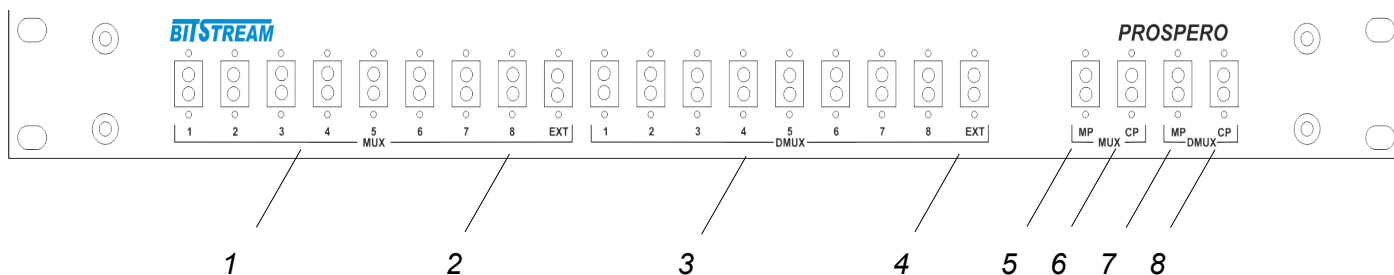 BITSTREAM PROSPERO
1 2 3 4 5 6 7 8 EXT 1 2 3 4 5 6 7 8 EXT MP CP MP CP
MUX DMUX MUX DMUX
1 2 3 4 5 6 7 8